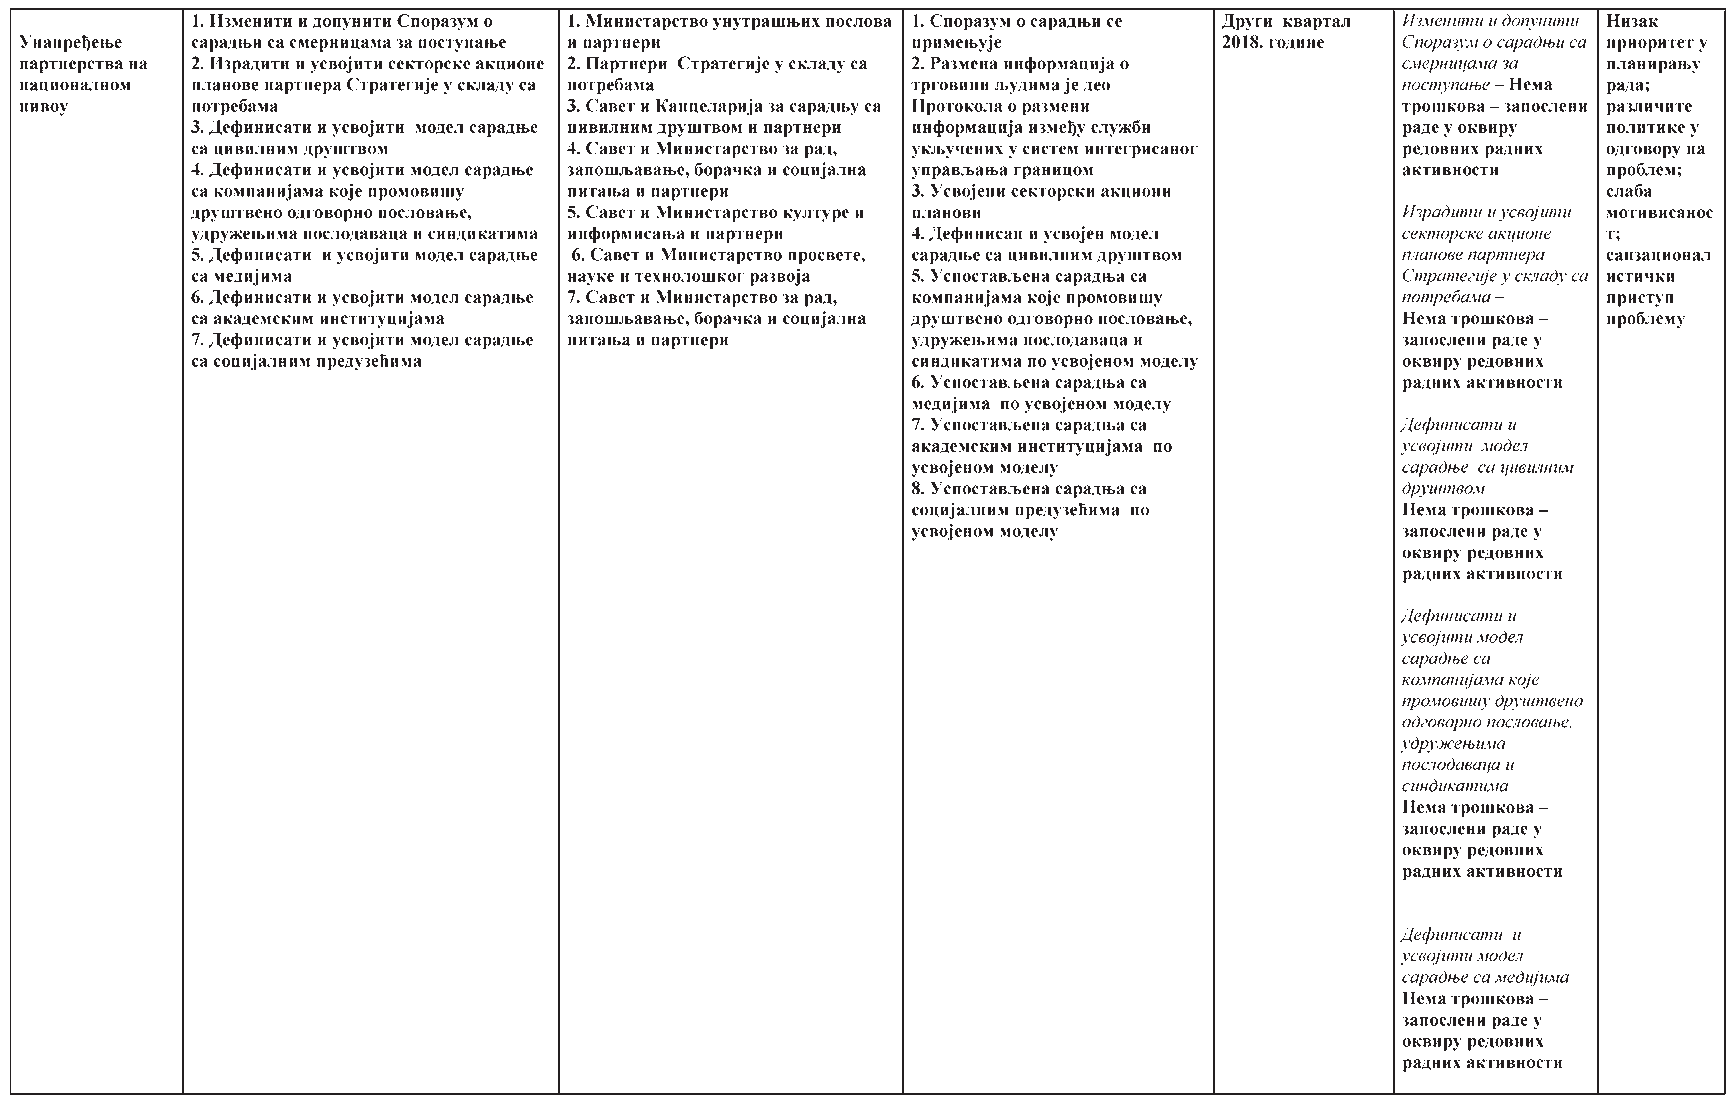 Унапређење
партнерства на
националном
нивоу
1. Изменити и допунити Споразум о
сарадњи са смерницама за поступање
2. Израдити и усвојити секторске акционе
планове партнера Стратегије у складу са
потребама
3. Дефинисати и усвојити модел сарадње
са цивилним друштвом
4. Дефинисати и усвојити модел сарадње
са компанијама које промовишу
друштвено одговорно пословање,
удружењима послодаваца и синдикатима
5. Дефинисати и усвојити модел сарадње
са медијима
6. Дефинисати и усвојити модел сарадње
са академским институцијама
7. Дефинисати и усвојити модел сарадње
са социјалним предузећима
1. Министарство унутрашњих послова
и партнери
2. Партнери Стратегије у складу са
потребама
3. Савет и Канцеларија за сарадњу са
цивилним друштвом и партнери
4. Савет и Министарство за рад,
запошљавање, борачка и социјална
питања и партнери
5. Савет и Министарство културе и
информисања и партнери
6. Савет и Министарство просвете,
науке и технолошког развоја
7. Савет и Министарство за рад,
запошљавање, борачка и социјална
питања и партнери
1. Споразум о сарадњи се
примењује
2. Размена информација о
трговини људима је део
Протокола о размени
информација између служби
укључених у систем интегрисаног
управљања границом
3. Усвојени секторски акциони
планови
4. Дефинисан и усвојен модел
сарадње са цивилним друштвом
5. Успостављена сарадња са
компанијама које промовишу
друштвено одговорно пословање,
удружењима послодаваца и
синдикатима по усвојеном моделу
6. Успостављена сарадња са
медијима по усвојеном моделу
7. Успостављена сарадња са
академским институцијама по
усвојеном моделу
8. Успостављена сарадња са
социјалним предузећима по
усвојеном моделу
Други квартал
2018. године
Изменити и допунити
Споразум о сарадњи са
смерницама за
поступање – Нема
трошкова – запослени
раде у оквиру
редовних радних
активности
Израдити и усвојити
секторске акционе
планове партнера
Стратегије у складу са
потребама –
Нема трошкова –
запослени раде у
оквиру редовних
радних активности
Дефинисати и
усвојити модел
сарадње са цивилним
друштвом
Нема трошкова –
запослени раде у
оквиру редовних
радних активности
Дефинисати и
усвојити модел
сарадње са
компанијама које
промовишу друштвено
одговорно пословање,
удружењима
послодаваца и
синдикатима
Нема трошкова –
запослени раде у
оквиру редовних
радних активности
Дефинисати и
усвојити модел
сарадње са медијима
Нема трошкова –
запослени раде у
оквиру редовних
радних активности
Низак
приоритет у
планирању
рада;
различите
политике у
одговору на
проблем;
слаба
мотивисанос
т;
санзационал
истички
приступ
проблему